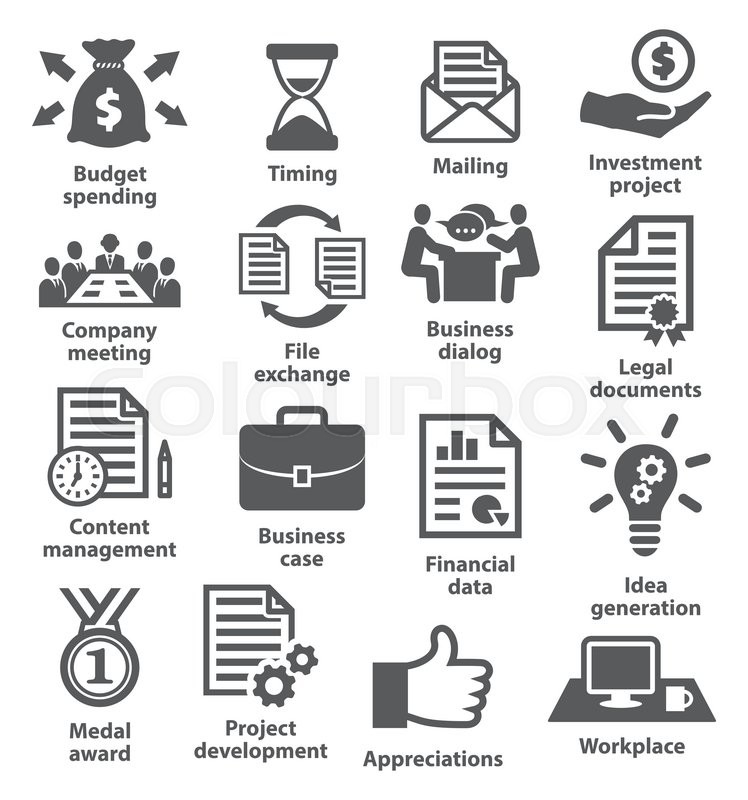 $
$
Budget
spending
Timing
Mailing
Investment
project
Company
meeting
File
exchange
Business
dialog
Legal
documents
colourbox
Content
management
Business
case
Financial
data
Idea
generation
1
Medal
award
Project
development
Appreciations
Workplace